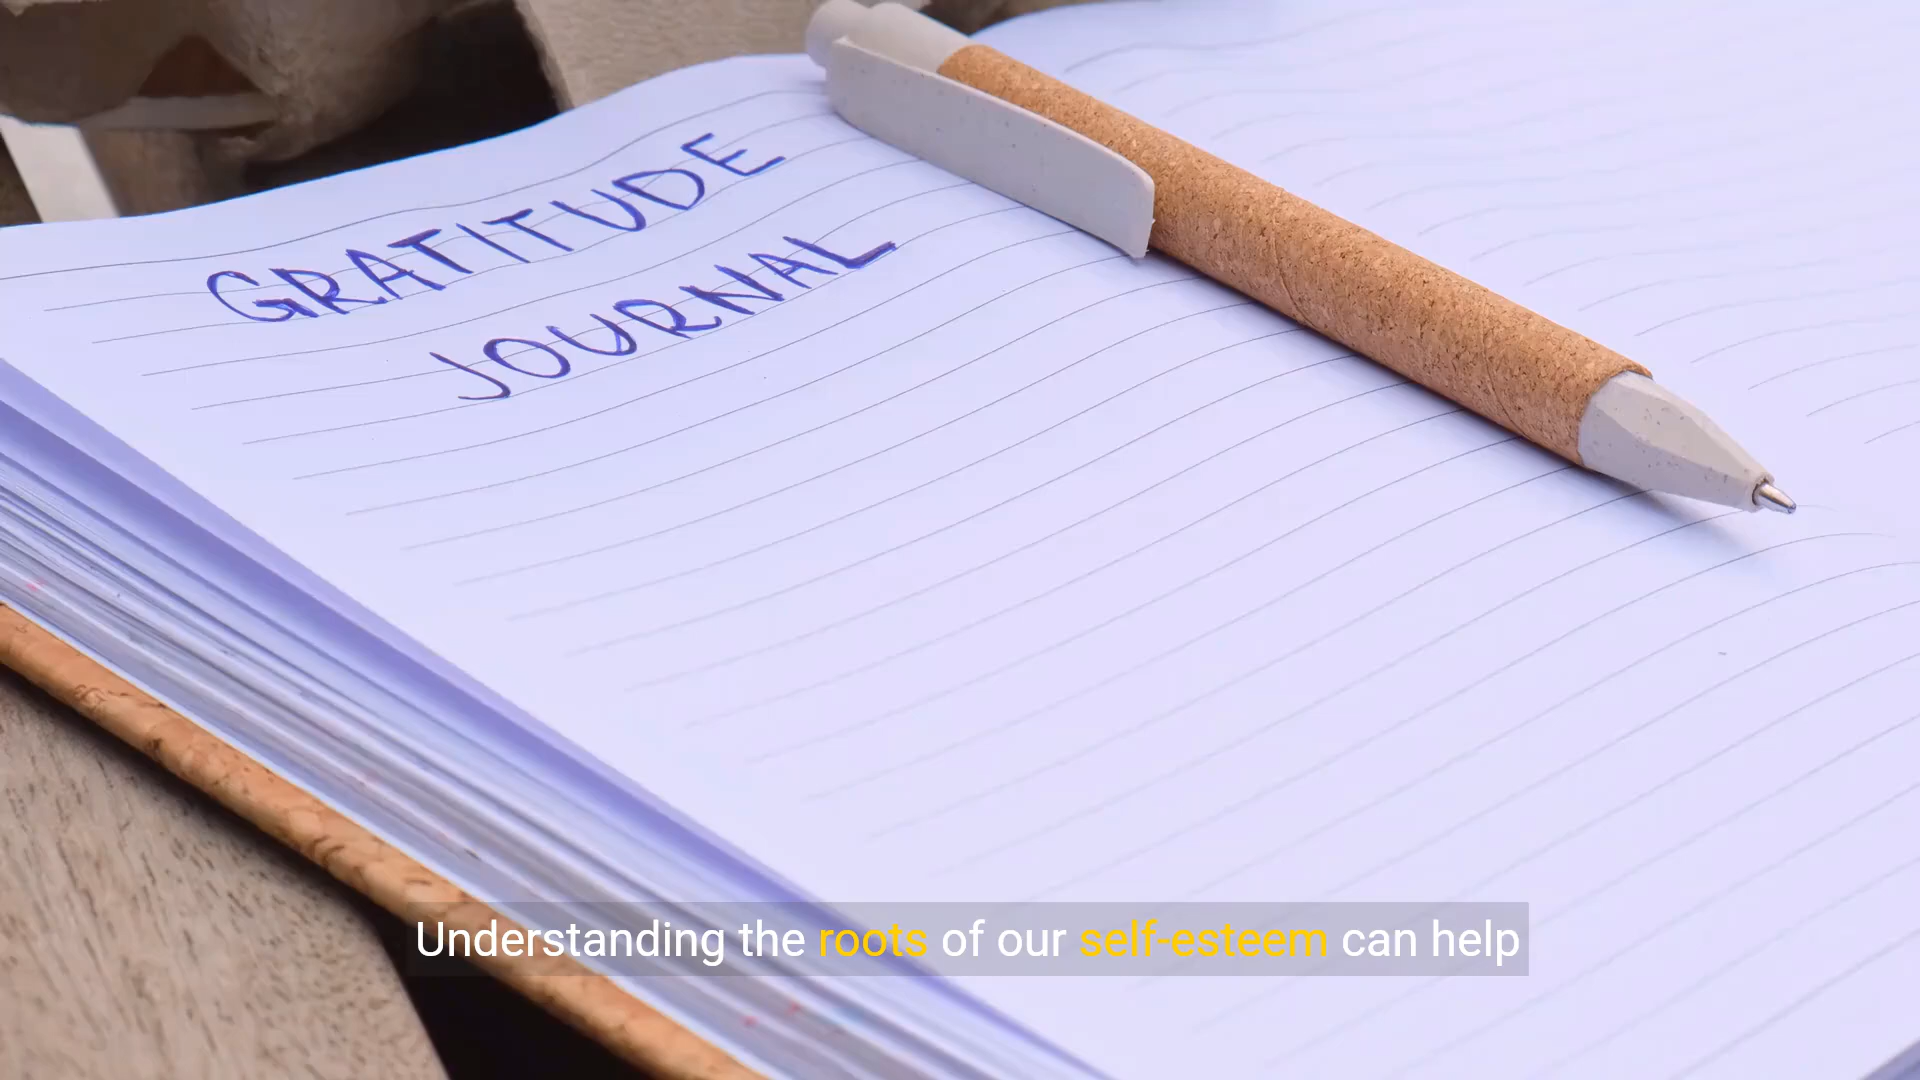 GRATITUDE
JOURNAL
Understanding the roots of our self-esteem can help